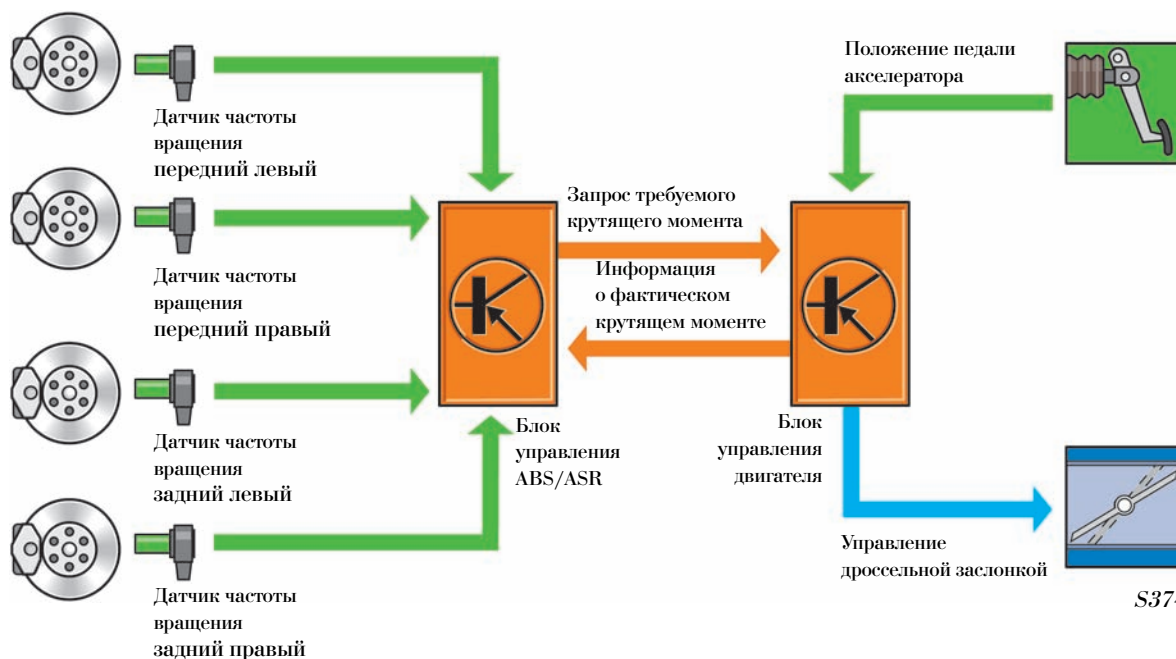 Датчик частоты
вращения
передний левый
Датчик частоты
вращения
передний правый
Датчик частоты
вращения
задний левый
Датчик частоты
вращения
задний правый
Запрос требуемого
крутящего момента
Информация
о фактическом
крутящем моменте
Блок
управления
ABS/ASR
Блок
управления
двигателя
Положение педали
акселератора
Управление
дроссельной заслонкой